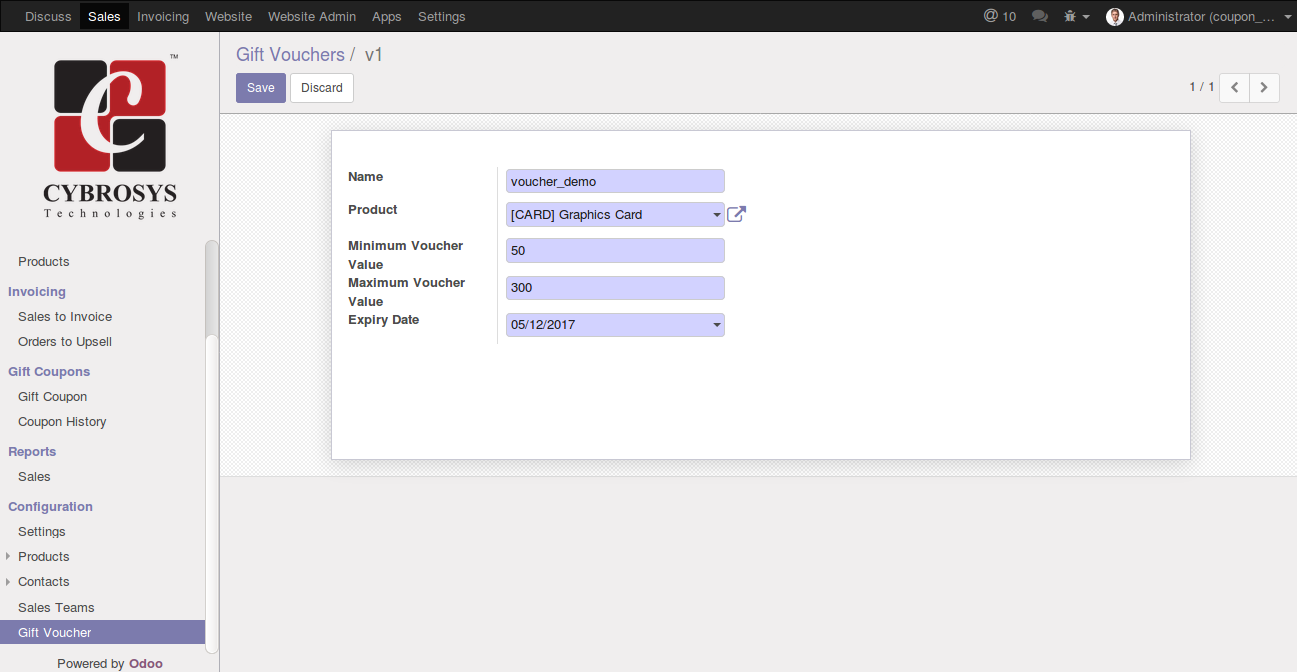 Discuss Sales Invoicing Website Website Admin Apps Settings @ 10 Administrator (coupon_...
TM
CYBROSYS
Technologies
Products
Invoicing
Sales to Invoice
Orders to Upsell
Gift Coupons
Gift Coupon
Coupon History
Reports
Sales
Configuration
Settings
Products
Contacts
Sales Teams
Gift Voucher
Powered by Odoo
Gift Vouchers / v1
Save Discard
1 / 1
Name voucher_demo
Product [CARD] Graphics Card
Minimum Voucher
Value 50
Maximum Voucher
Value 300
Expiry Date 05/12/2017